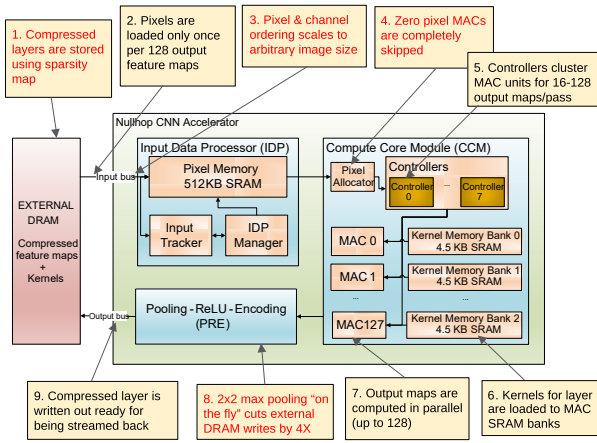 1. Compressed
layers are stored
using sparsity
map
2. Pixels are
loaded only once
per 128 output
feature maps
3. Pixel & channel
ordering scales to
arbitrary image size
4. Zero pixel MACs
are completely
skipped
5. Controllers cluster
MAC units for 16-128
output maps/pass
Nullhop CNN Accelerator
Input Data Processor (IDP)
Pixel Memory
512KB SRAM
Input
Tracker
IDP
Manager
Input bus
EXTERNAL
DRAM
Compressed
feature maps
+
Kernels
Compute Core Module (CCM)
Pixel
Allocator
Controllers
Controller
0
...
Controller
7
MAC 0
Kernel Memory Bank 0
4.5 KB SRAM
MAC 1
Kernel Memory Bank 1
4.5 KB SRAM
...
...
MAC127
Kernel Memory Bank 2
4.5 KB SRAM
Pooling - ReLU - Encoding
(PRE)
Output bus
9. Compressed layer is
written out ready for
being streamed back
8. 2x2 max pooling “on
the fly” cuts external
DRAM writes by 4X
7. Output maps are
computed in parallel
(up to 128)
6. Kernels for layer
are loaded to MAC
SRAM banks